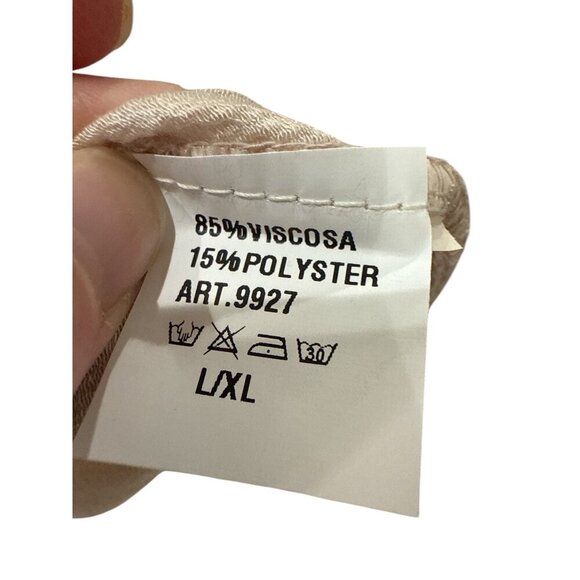 85%VISCOSA
15%POLYSTER
ART.9927
30
L/XL